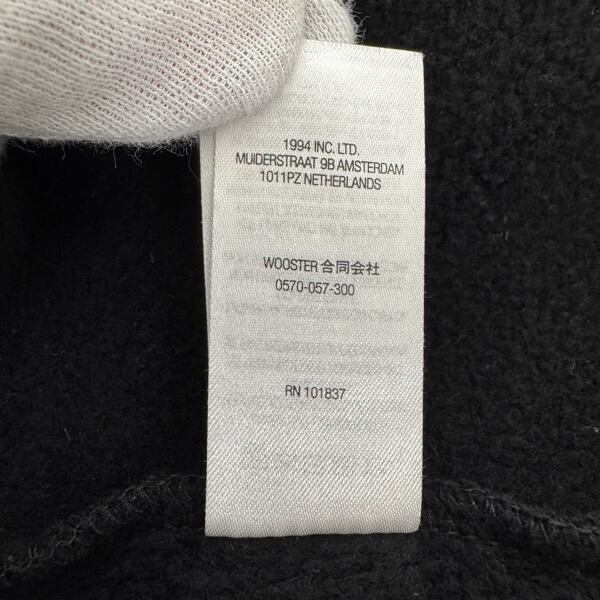 1994 INC. LTD.
MUIDERSTRAAT 9B AMSTERDAM
1011PZ NETHERLANDS
WOOSTER 合同会社
0570-057-300
RN 101837